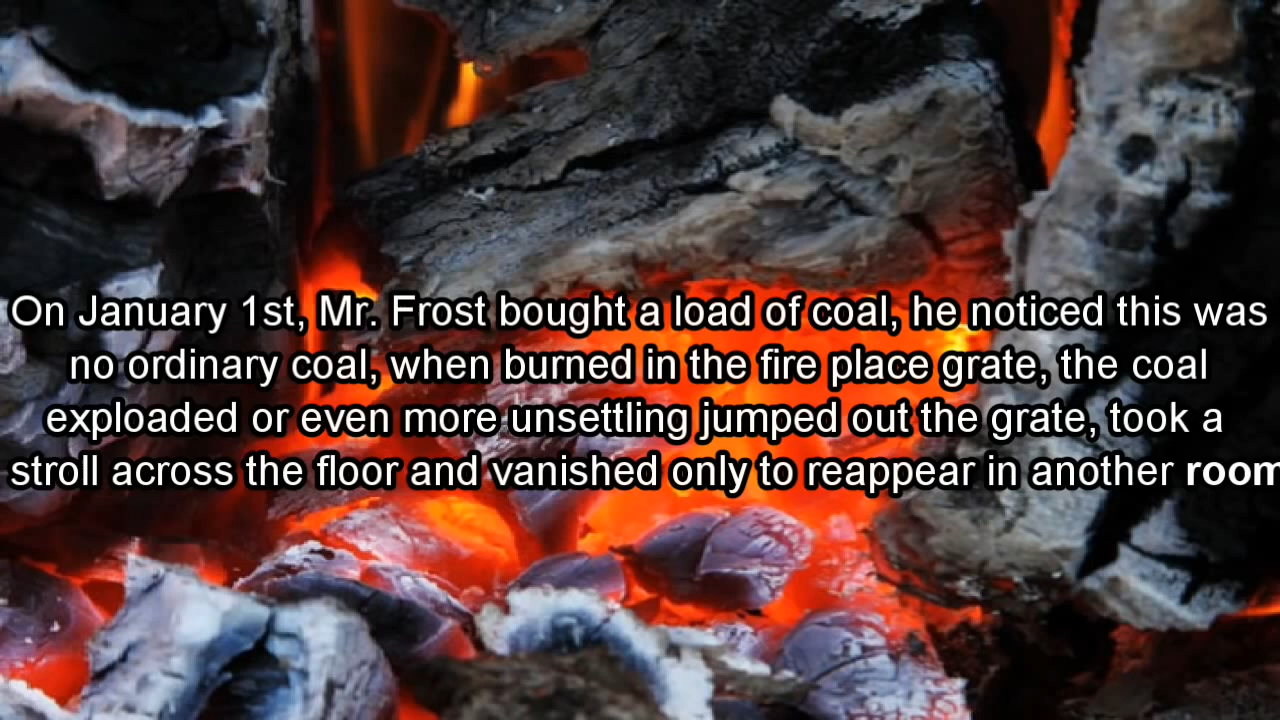 On January 1st, Mr. Frost bought a load of coal, he noticed this was
no ordinary coal, when burned in the fire place grate, the coal
exploaded or even more unsettling jumped out the grate, took a
stroll across the floor and vanished only to reappear in another room